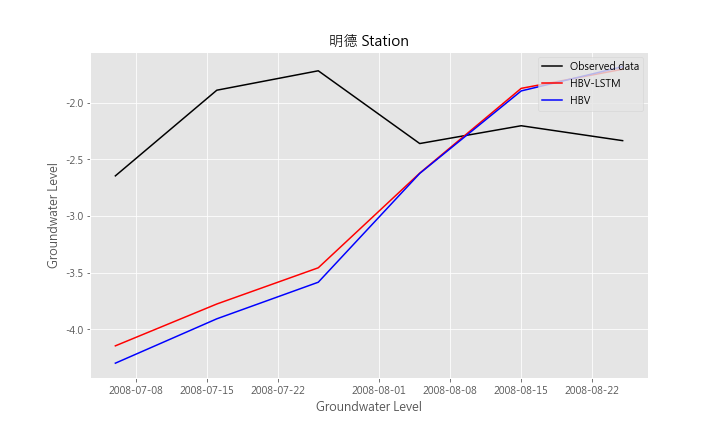 明德 Station
Observed data
HBV-LSTM
HBV
Groundwater Level
-2.0
-2.5
-3.0
-3.5
-4.0
2008-07-08 2008-07-15 2008-07-22 2008-08-01 2008-08-08 2008-08-15 2008-08-22
Groundwater Level